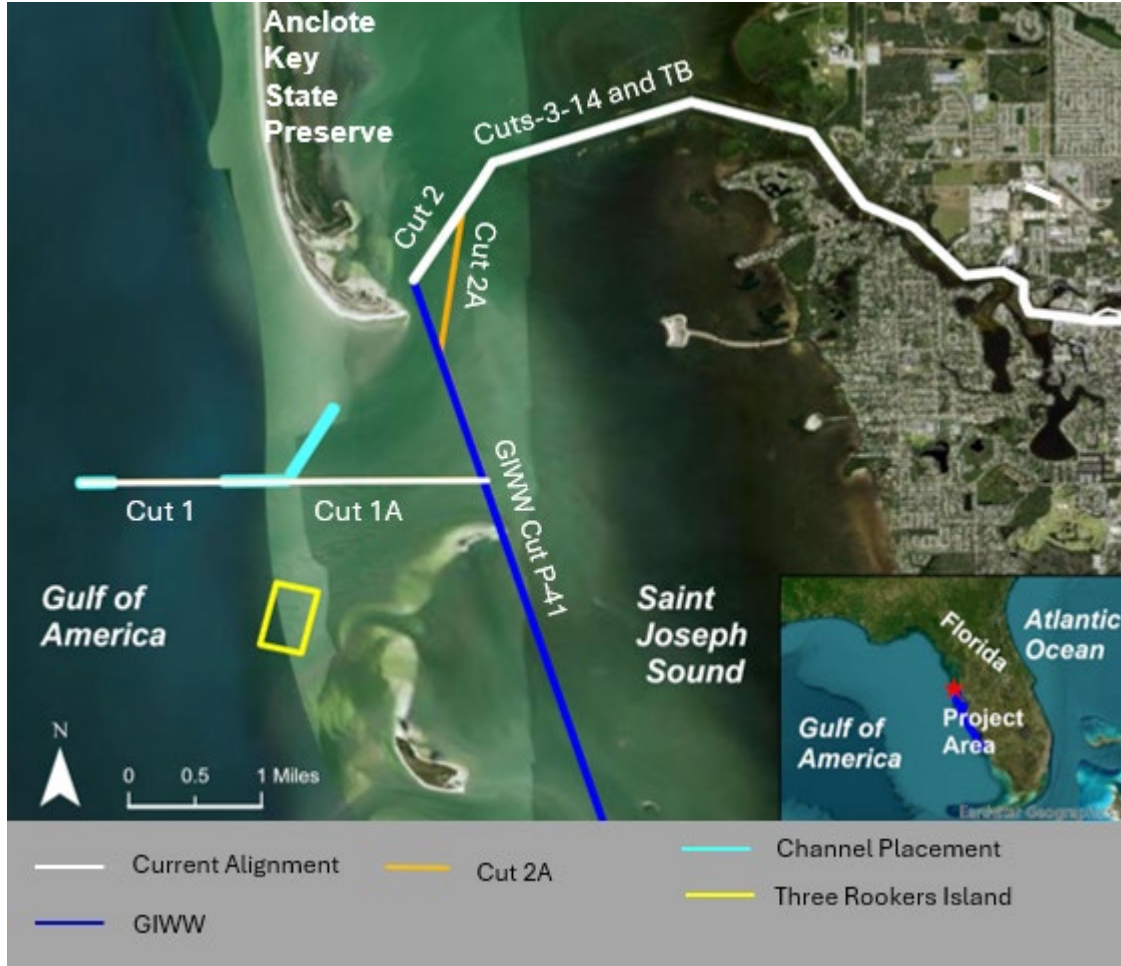 Anclote
Key
State
Preserve
Cuts-3-14 and TB
Cut 2
Cut 2A
GIWW Cut P-41
Cut 1
Cut 1A
Gulf of
America
Saint
Joseph
Sound
N
0 0.5 1 Miles
Florida
Atlantic
Ocean
Project
Area
Gulf of
America
Earthstar Geographics
Current Alignment
Cut 2A
Channel Placement
Three Rookers Island
GIWW